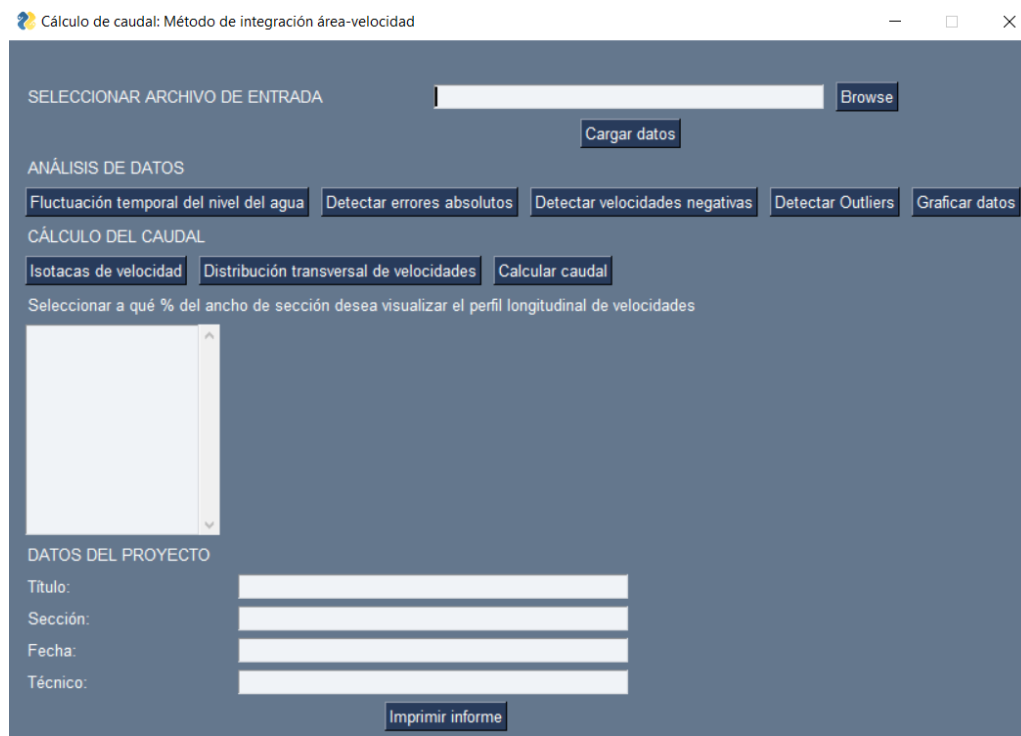 Cálculo de caudal: Método de integración área-velocidad
SELECCIONAR ARCHIVO DE ENTRADA Browse
Cargar datos
ANÁLISIS DE DATOS
Fluctuación temporal del nivel del agua Detectar errores absolutos Detectar velocidades negativas Detectar Outliers Graficar datos
CÁLCULO DEL CAUDAL
Isotacas de velocidad Distribución transversal de velocidades Calcular caudal
Seleccionar a qué % del ancho de sección desea visualizar el perfil longitudinal de velocidades
DATOS DEL PROYECTO
Título:
Sección:
Fecha:
Técnico:
Imprimir informe